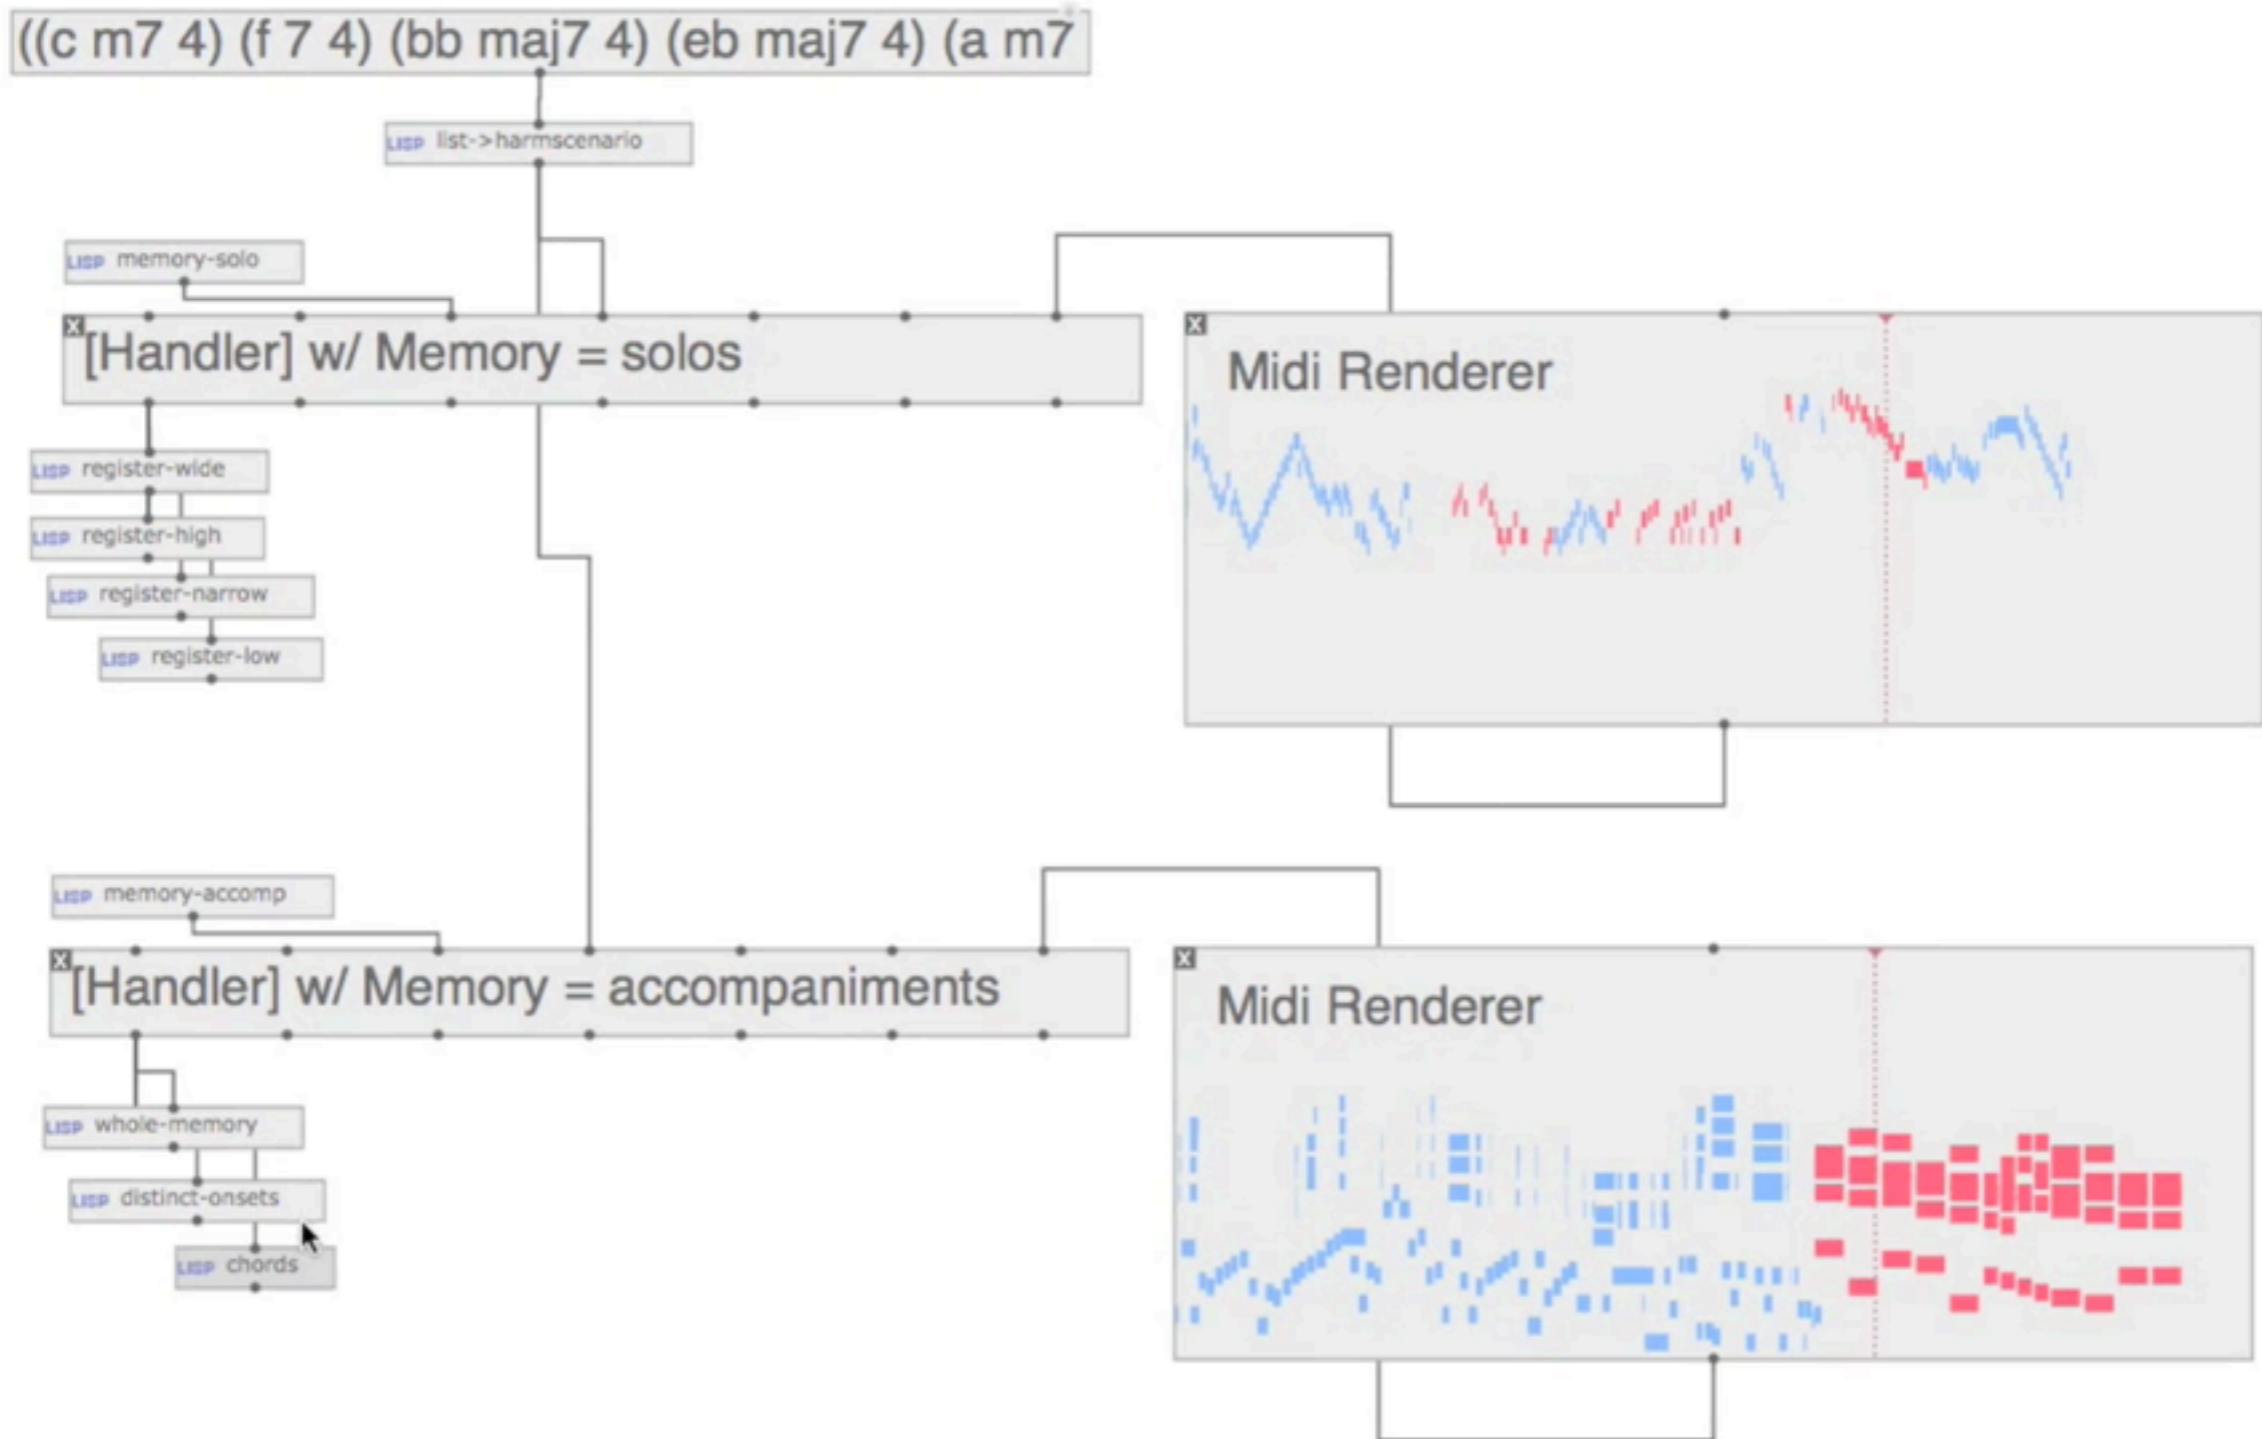 ((c m7 4) (f 7 4) (bb maj7 4) (eb maj7 4) (a m7
LISP list->harmscenario
LISP memory-solo
X [Handler] w/ Memory = solos
X Midi Renderer
LISP register-wide
LISP register-high
LISP register-narrow
LISP register-low
LISP memory-accomp
X [Handler] w/ Memory = accompaniments
X Midi Renderer
LISP whole-memory
LISP distinct-onsets
LISP chords